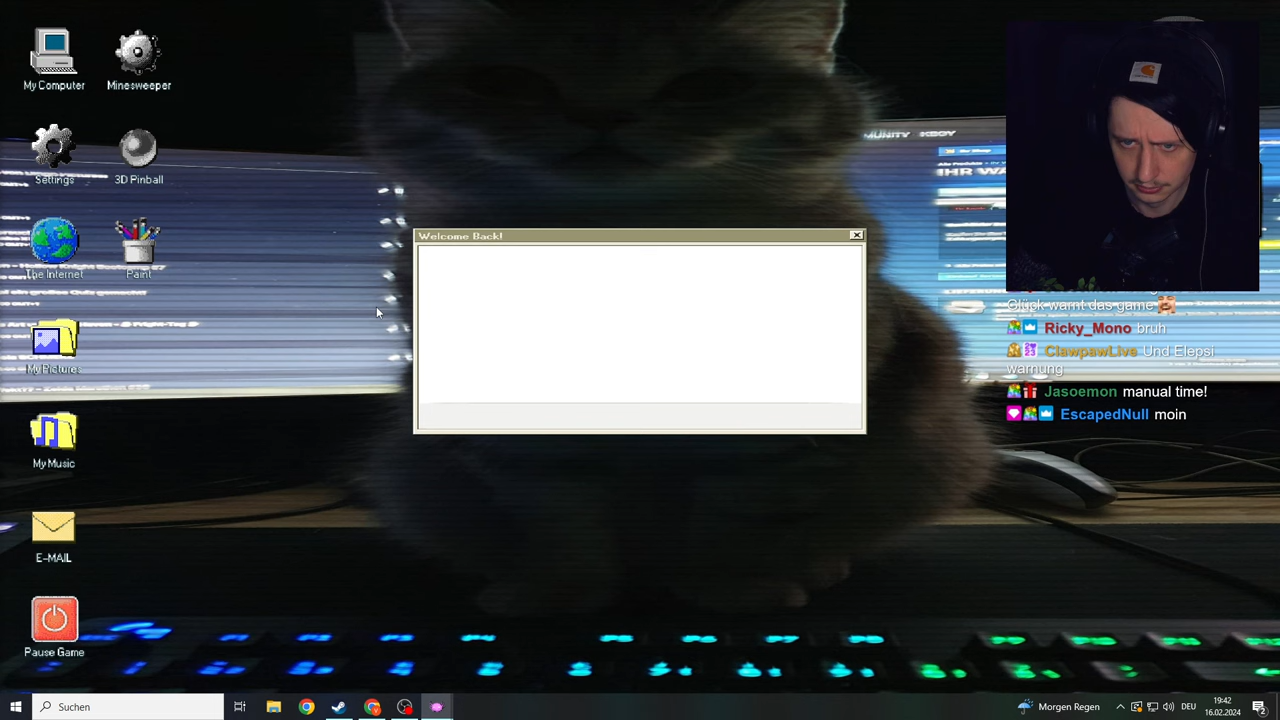 My Computer
Minesweeper
Settings
3D Pinball
The Internet
Paint
My Pictures
My Music
E-MAIL
Pause Game
Welcome Back!
KBOY
Glück warnt das game
Ricky_Mono bruh
ClawpawLive Und Elepsi
warnung
Jasoemon manual time!
EscapedNull moin
Suchen
Morgen Regen
DEU
19:42
16.02.2024